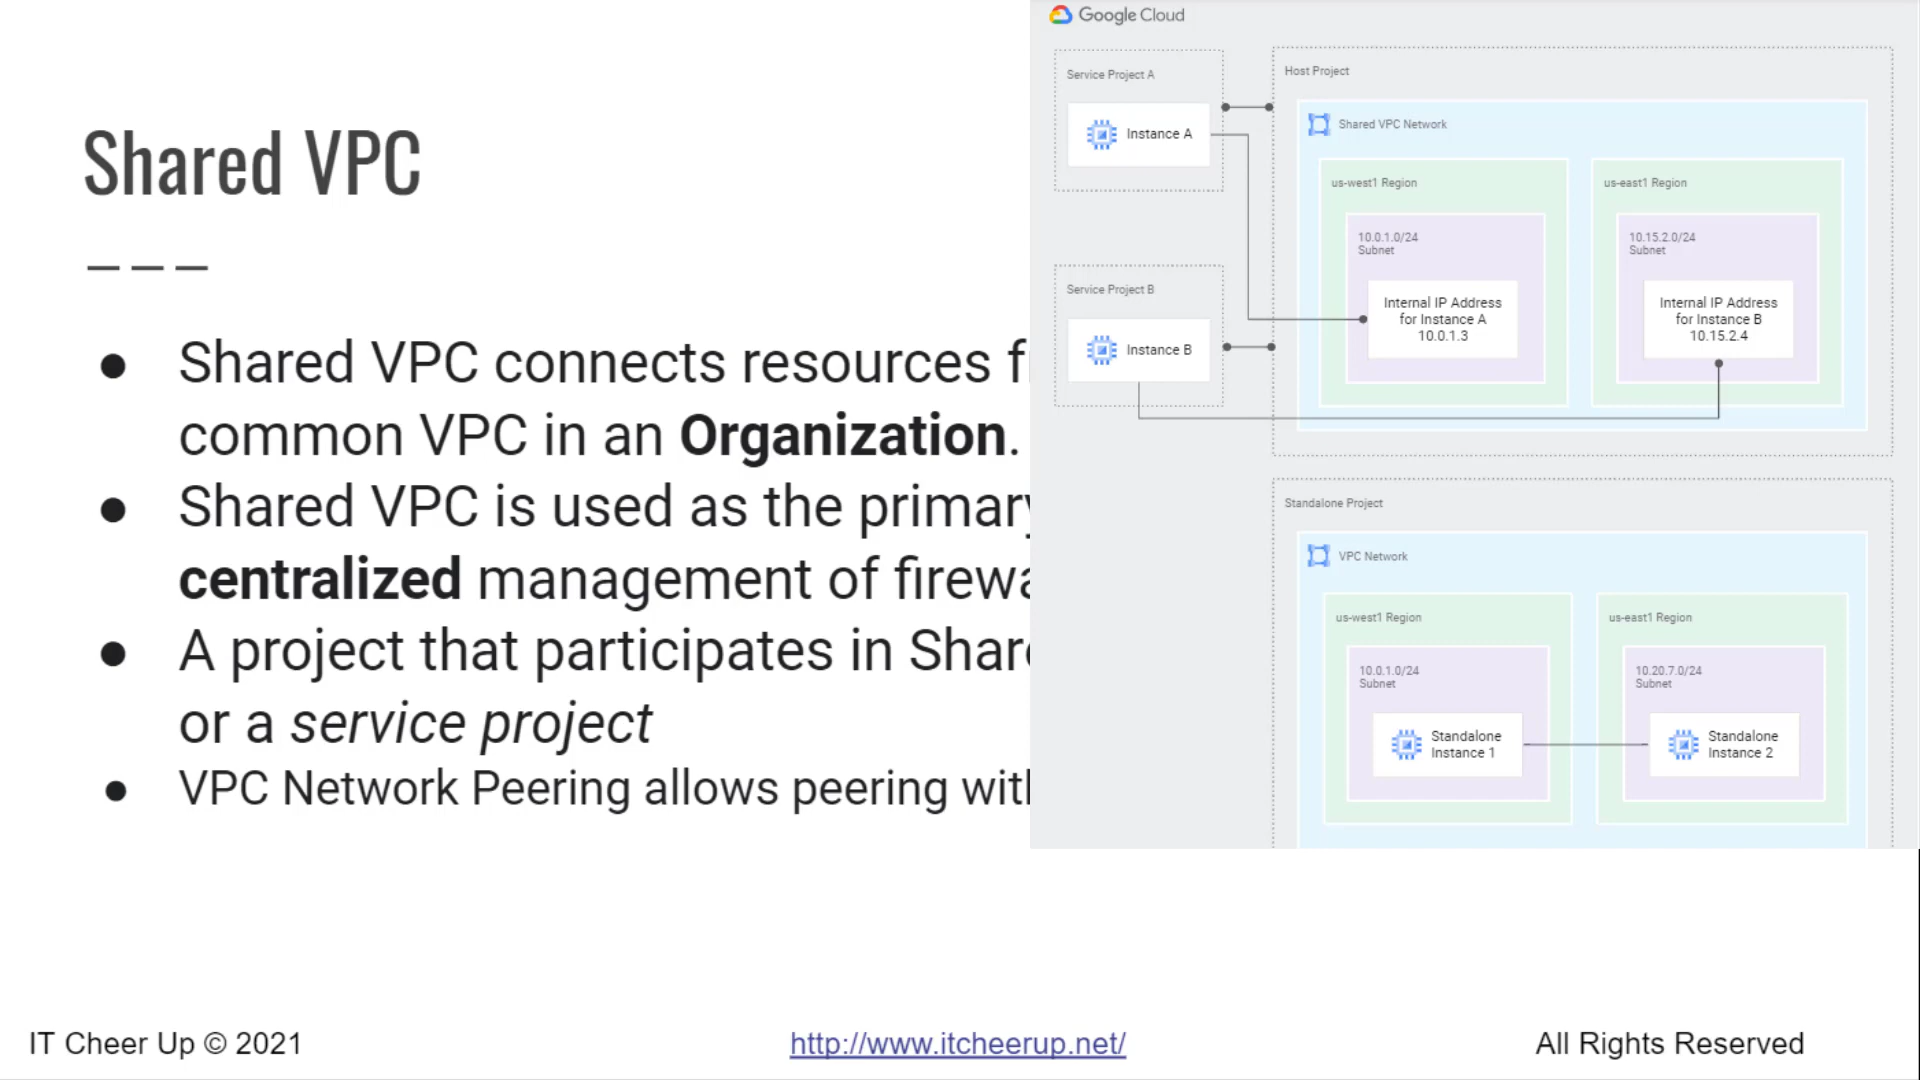 Shared VPC
Shared VPC connects resources
common VPC in an Organization.
Shared VPC is used as the primary
centralized management of
A project that participates in
or a service project
VPC Network Peering allows peering
Google Cloud
Service Project A
Instance A
Service Project B
Instance B
Host Project
Shared VPC Network
us-west1 Region
10.0.1.0/24
Subnet
Internal IP Address
for Instance A
10.0.1.3
us-east1 Region
10.15.2.0/24
Subnet
Internal IP Address
for Instance B
10.15.2.4
Standalone Project
VPC Network
us-west1 Region
10.0.1.0/24
Subnet
Standalone
Instance 1
us-east1 Region
10.20.7.0/24
Subnet
Standalone
Instance 2
IT Cheer Up © 2021
http://www.itcheerup.net/
All Rights Reserved